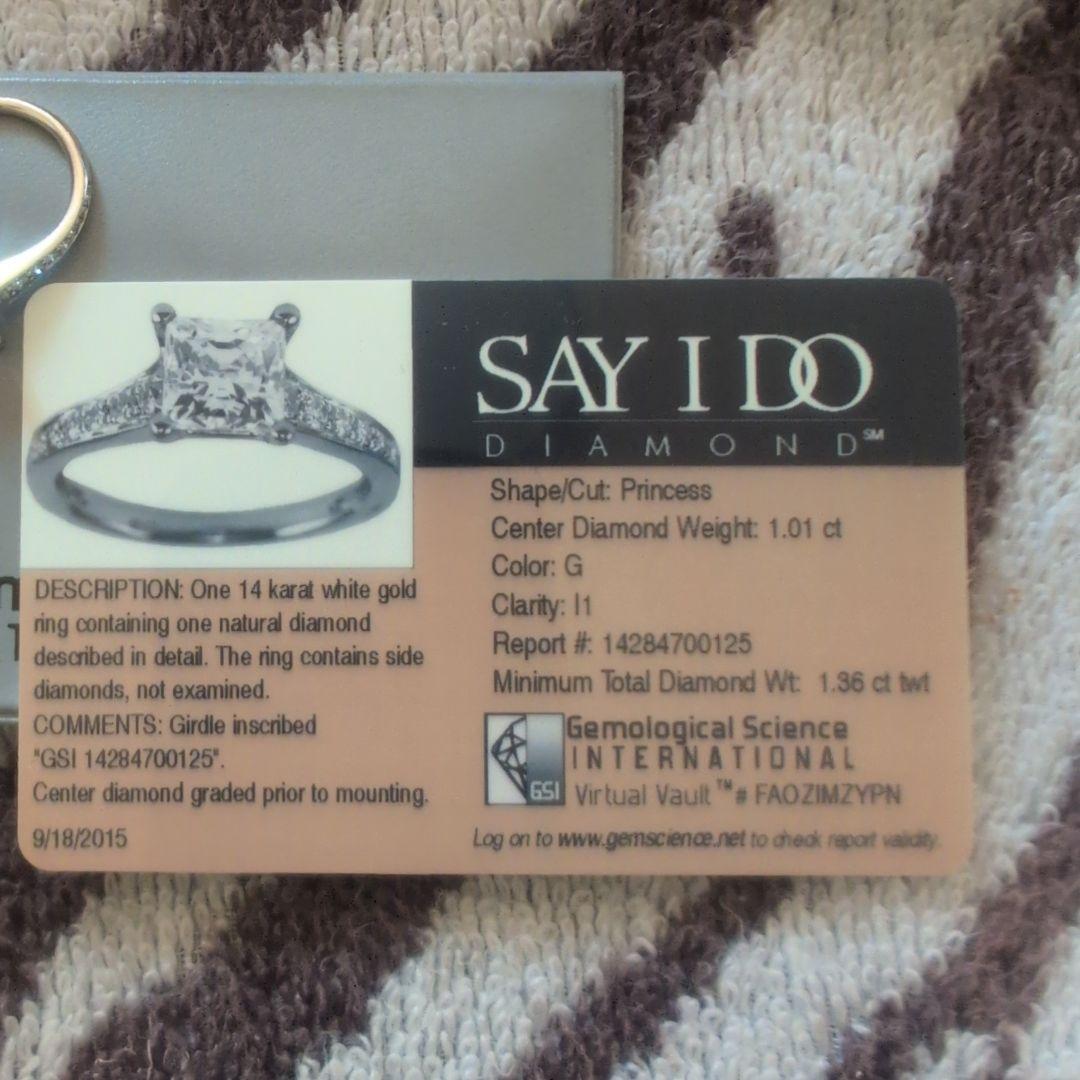 SAY I DO
DIAMOND℠
Shape/Cut: Princess
Center Diamond Weight: 1.01 ct
Color: G
Clarity: I1
Report #: 14284700125
Minimum Total Diamond Wt: 1.36 ct twt
DESCRIPTION: One 14 karat white gold
ring containing one natural diamond
described in detail. The ring contains side
diamonds, not examined.
COMMENTS: Girdle inscribed
"GSI 14284700125".
Center diamond graded prior to mounting.
9/18/2015
GSI
Gemological Science
INTERNATIONAL
Virtual Vault™# FAOZIMZYPN
Log on to www.gemscience.net to check report validity.